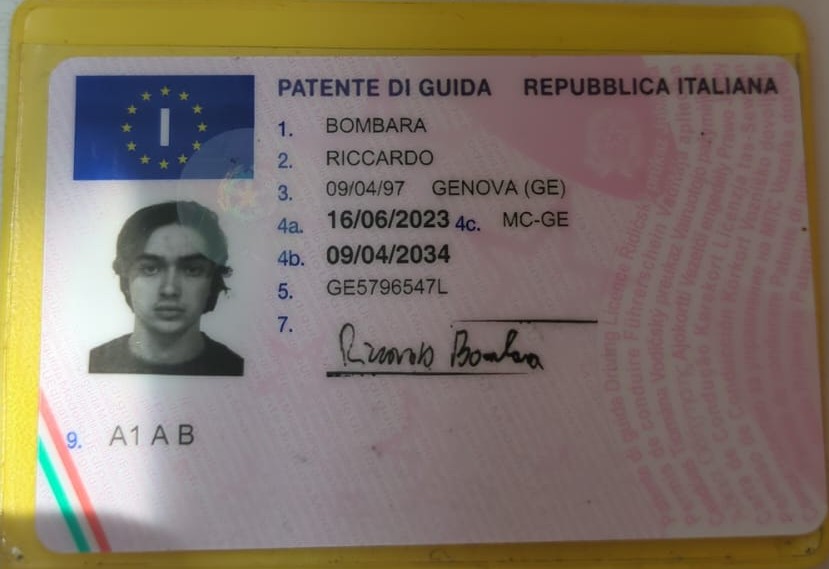 I
PATENTE DI GUIDA REPUBBLICA ITALIANA
1. BOMBARA
2. RICCARDO
3. 09/04/97 GENOVA (GE)
4a. 16/06/2023 4c. MC-GE
4b. 09/04/2034
5. GE5796547L
7. Riccardo Bombara
9. A1 A B